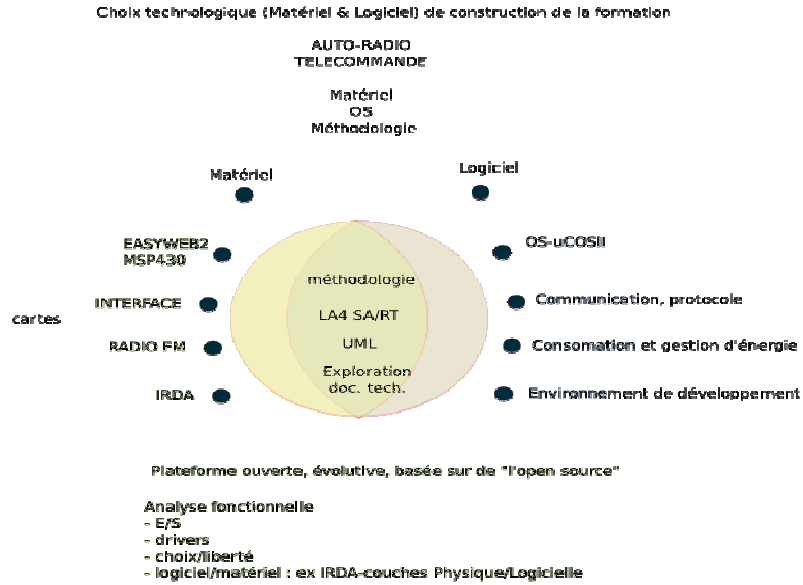 Choix technologique (Matériel & Logiciel) de construction de la formation
AUTO-RADIO
TELECOMMANDE
Matériel
OS
Méthodologie
Matériel
Logiciel
EASYWEB2
MSP430
OS-uCOSII
méthodologie
INTERFACE
Communication, protocole
cartes
LA4 SA/RT
RADIO FM
UML
Consomation et gestion d'énergie
Exploration
doc. tech.
IRDA
Environnement de développement
Plateforme ouverte, évolutive, basée sur de "l'open source"
Analyse fonctionnelle
- E/S
- drivers
- choix/liberté
- logiciel/matériel : ex IRDA-couches Physique/Logicielle